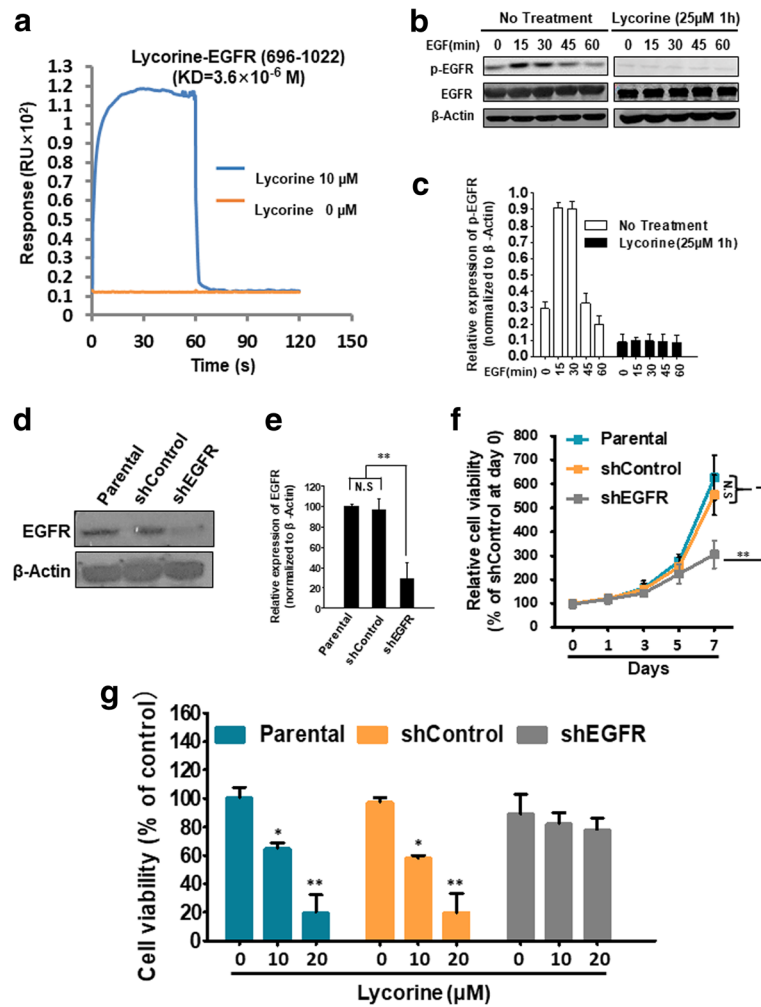 a
Lycorine-EGFR (696-1022)
(KD=3.6×10-6 M)
Response (RU×10²)
1.3
1.2
1.1
1.0
0.9
0.8
0.7
0.6
0.5
0.4
0.3
0.2
0.1
0
Lycorine 10 μM
Lycorine 0 μM
0 30 60 90 120 150
Time (s)
b
No Treatment
Lycorine (25μM 1h)
EGF(min) 0 15 30 45 60 0 15 30 45 60
p-EGFR
EGFR
β-Actin
c
Relative expression of p-EGFR
(normalized to β -Actin)
1.0
0.9
0.8
0.7
0.6
0.5
0.4
0.3
0.2
0.1
0.0
No Treatment
Lycorine(25μM 1h)
EGF(min) 0 15 30 45 60 0 15 30 45 60
d
Parental
shControl
shEGFR
EGFR
β-Actin
e
Relative expression of EGFR
(normalized to β -Actin)
120
100
80
60
40
20
0
N.S
**
Parental
shControl
shEGFR
f
Relative cell viability
(% of shControl at day 0)
800
700
600
500
400
300
200
100
0
Parental
shControl
shEGFR
N.S
**
0 1 3 5 7
Days
g
Cell viability (% of control)
160
140
120
100
80
60
40
20
0
Parental
shControl
shEGFR
* ** * **
0 10 20 0 10 20 0 10 20
Lycorine (μM)